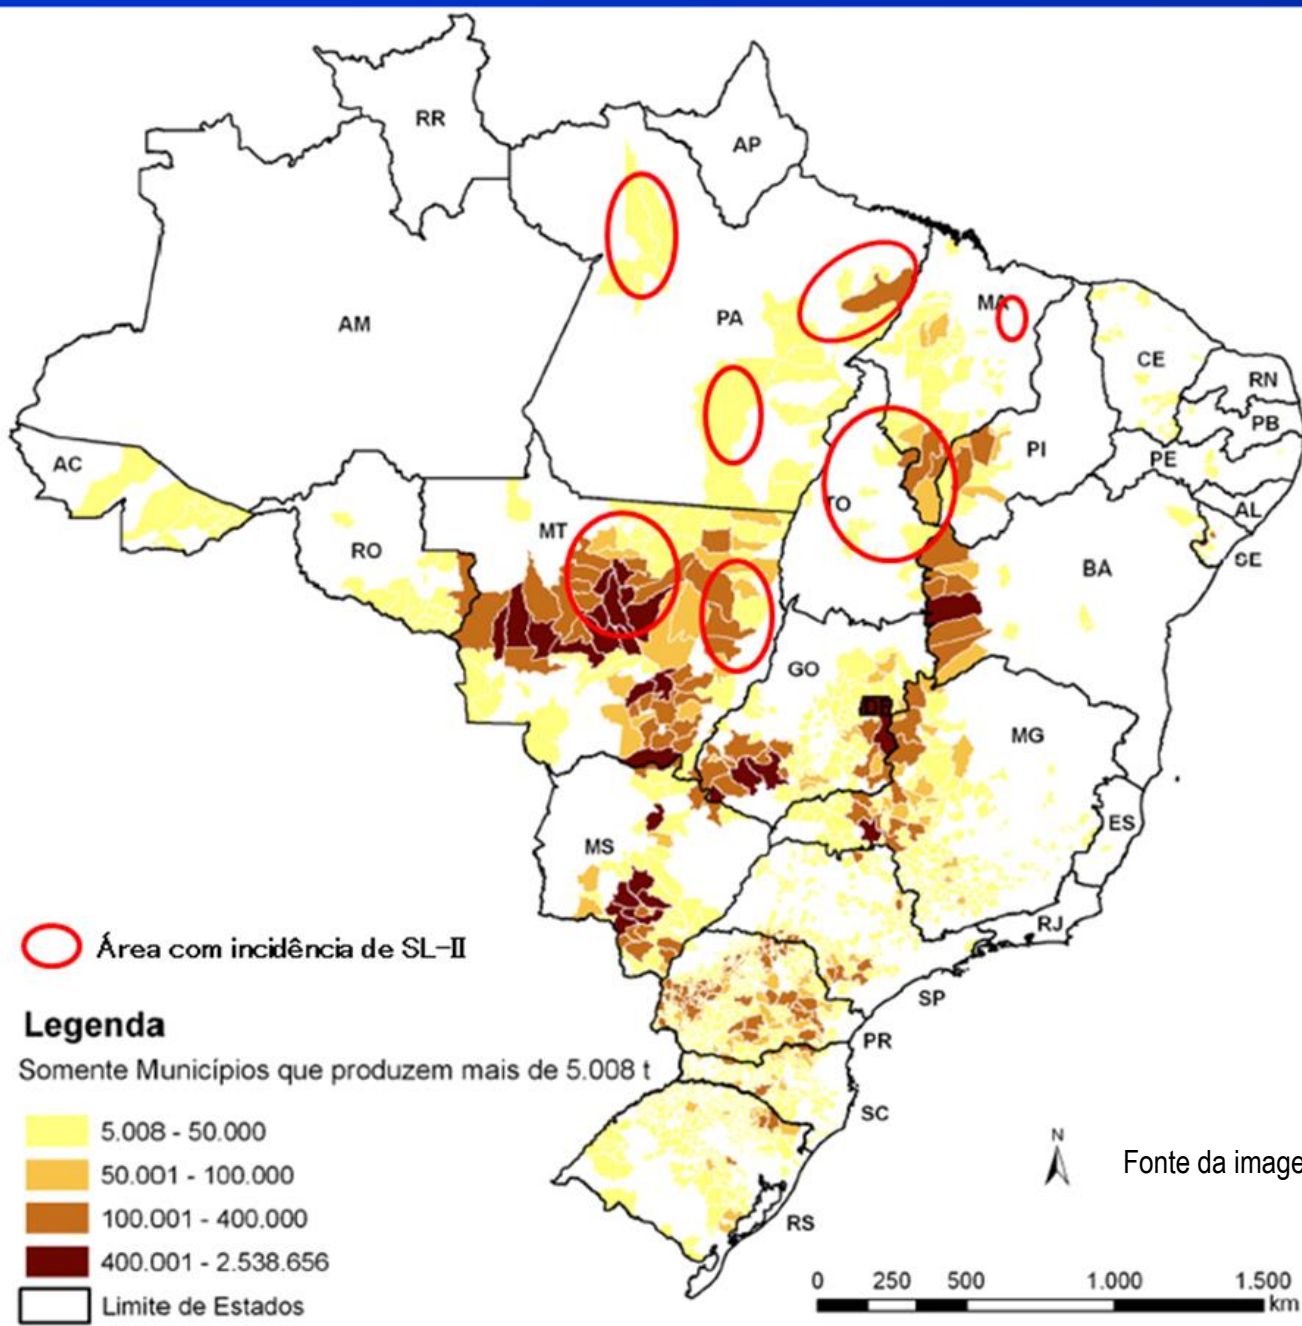 RR
AP
AM
PA
MA
CE
RN
PB
PE
PI
AL
SE
AC
RO
MT
TO
BA
GO
DF
MG
ES
MS
RJ
SP
PR
SC
RS
Área com incidência de SL-II
Legenda
Somente Municípios que produzem mais de 5.008 t
5.008 - 50.000
50.001 - 100.000
100.001 - 400.000
400.001 - 2.538.656
Limite de Estados
N
Fonte da image
0 250 500 1.000 1.500
km